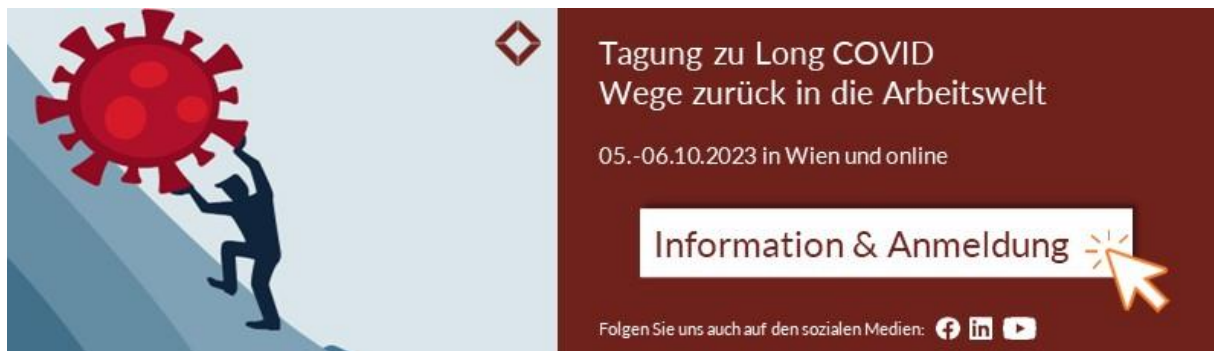 Tagung zu Long COVID
Wege zurück in die Arbeitswelt
05.-06.10.2023 in Wien und online
Information & Anmeldung
Folgen Sie uns auch auf den sozialen Medien: